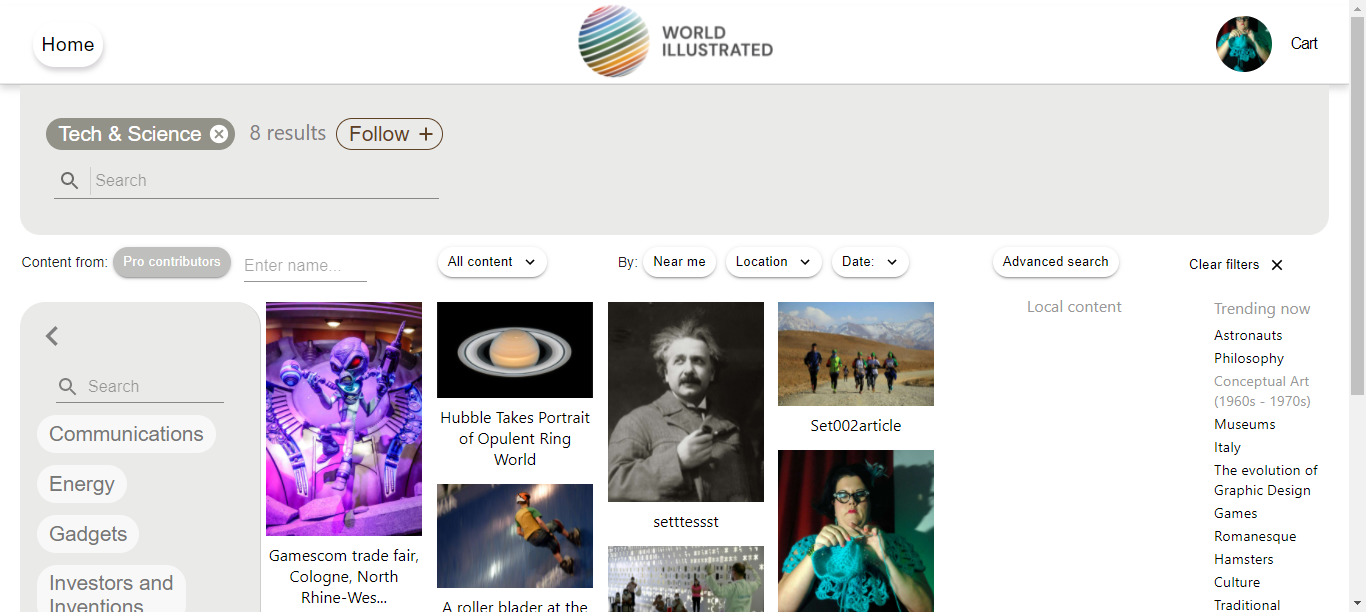 Home
WORLD
ILLUSTRATED
Cart
Tech & Science
8 results
Follow +
Search
Content from:
Pro contributors
Enter name...
All content
By:
Near me
Location
Date:
Advanced search
Clear filters
Search
Communications
Energy
Gadgets
Investors and
Inventions
Gamescom trade fair,
Cologne, North
Rhine-Wes...
Hubble Takes Portrait
of Opulent Ring
World
A roller blader at the
setttessst
Set002article
Local content
Trending now
Astronauts
Philosophy
Conceptual Art
(1960s - 1970s)
Museums
Italy
The evolution of
Graphic Design
Games
Romanesque
Hamsters
Culture
Traditional